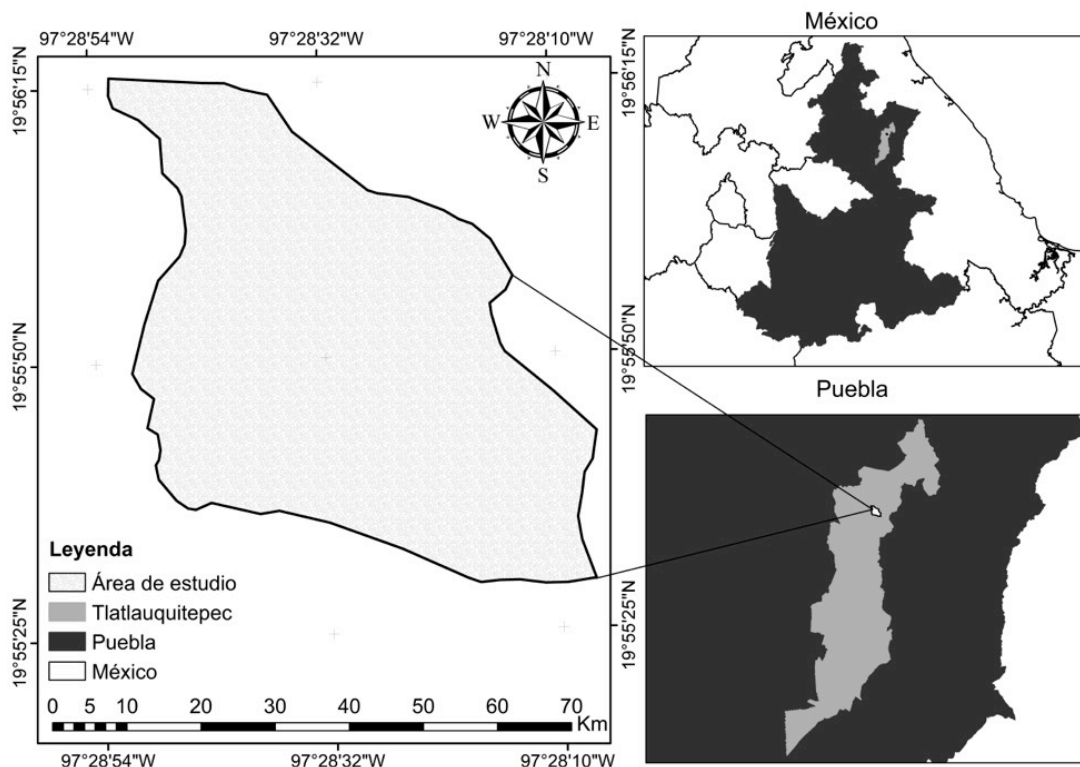 97°28'54"W 97°28'32"W 97°28'10"W
México
19°56'15"N
19°56'15"N
N
W E
S
19°55'50"N
19°55'50"N
Puebla
Leyenda
Área de estudio
Tlatlauquitepec
Puebla
México
19°55'25"N
19°55'25"N
0 5 10 20 30 40 50 60 70
Km
97°28'54"W 97°28'32"W 97°28'10"W